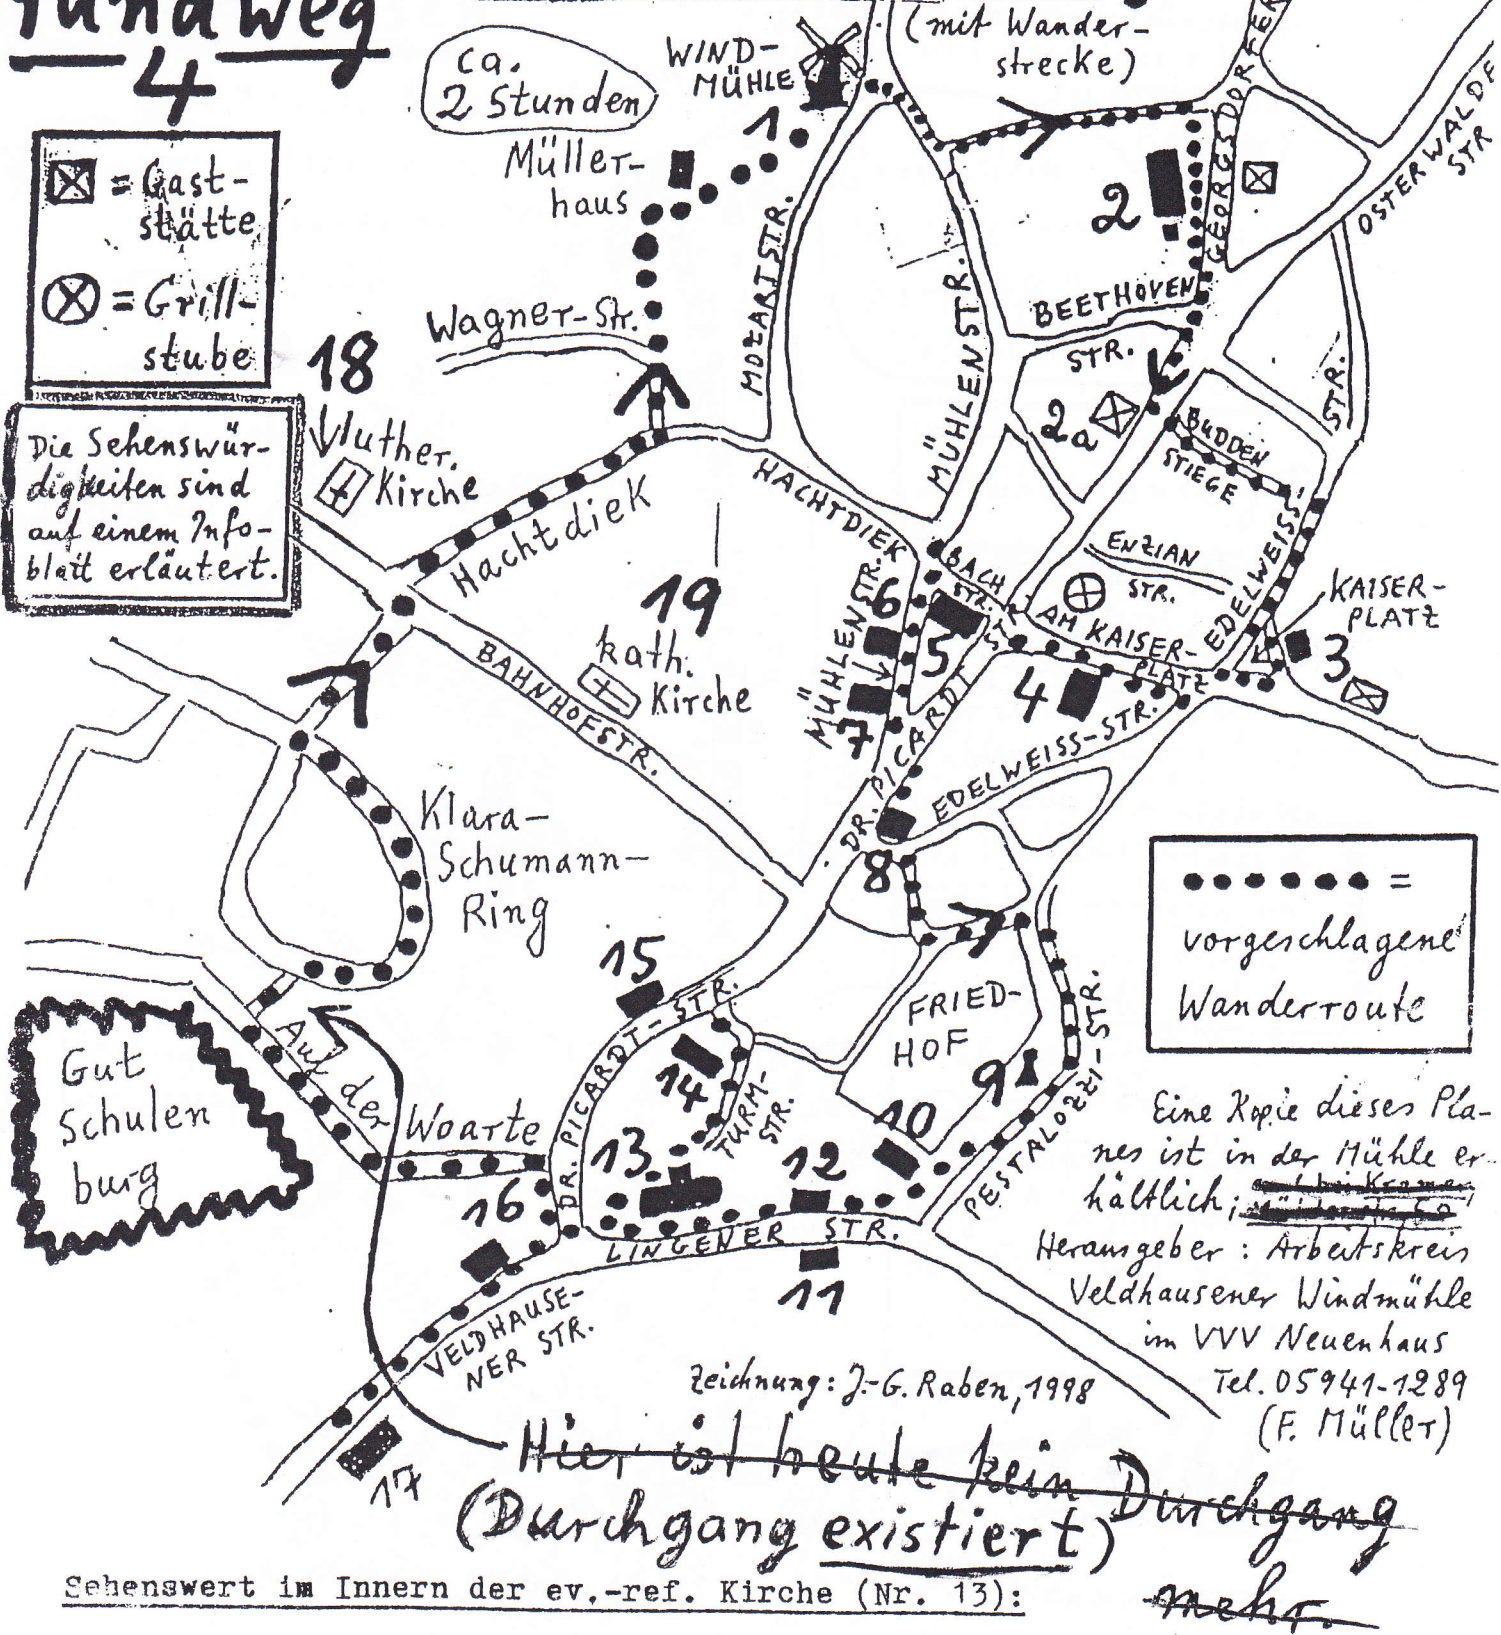 rundweg
4
(mit Wander-
strecke)
ca.
2 Stunden
WIND-
MÜHLE
1
Müller-
haus
= Gast-
stätte
= Grill-
stube
Die Sehenswür-
digkeiten sind
auf einem Info-
blatt erläutert.
18
luther.
Kirche
Wagner-Str.
MOZARTSTR.
MÜHLENSTR.
2
GEORGSDORFER
OSTERWALDE
STR
BEETHOVEN
STR.
2a
BUDDEN
STIEGE
STR.
EDELWEISS
ENZIAN
STR.
Hachtdiek
HACHTDIEK
BACH
STR.
AM KAISER-
PLATZ
KAISER-
PLATZ
3
19
kath.
Kirche
BAHNHOFSTR.
MÜHLENSTR.
6
5
7
4
DR. PICARDT STR
EDELWEISS-STR.
8
Klara-
Schumann-
Ring
15
DR. PICARDT-STR.
FRIED-
HOF
9
10
PESTALOZZI-STR.
=
vorgeschlagene
Wanderroute
Gut
Schulen
burg
Auf der
Woarte
14
TURM-
STR.
13
12
16
LINGENER STR.
11
VELDHAUSE-
NER STR.
17
Eine Kopie dieses Pla-
nes ist in der Mühle er-
hältlich;
Herausgeber: Arbeitskreis
Veldhausener Windmühle
im VVV Neuenhaus
Tel. 05941-1289
(F. Müller)
Zeichnung: J.-G. Raben, 1998
Hier ist heute kein Durchgang
mehr.
(Durchgang existiert)
Sehenswert im Innern der ev.-ref. Kirche (Nr. 13):